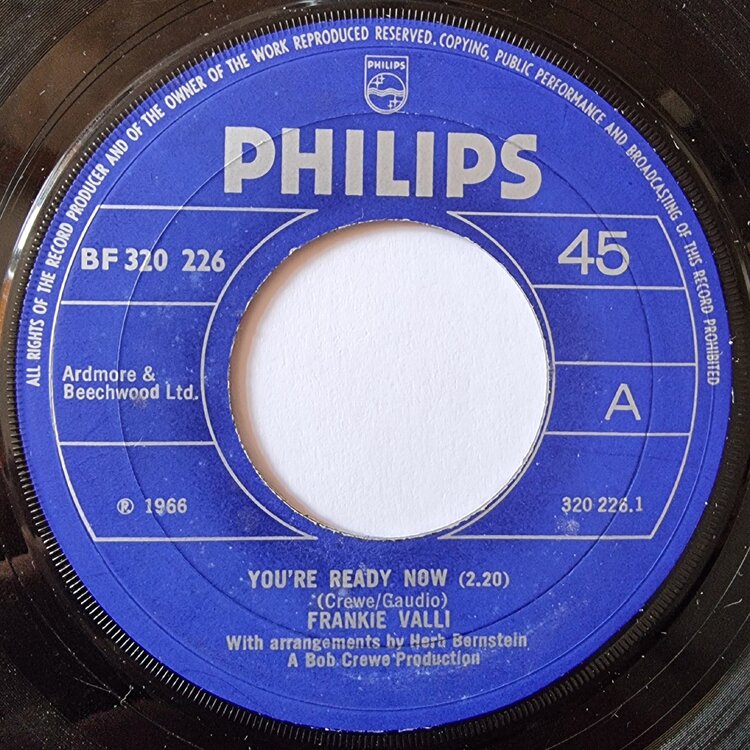 ALL RIGHTS OF THE RECORD PRODUCER AND OF THE OWNER OF THE WORK REPRODUCED RESERVED. COPYING, PUBLIC PERFORMANCE AND BROADCASTING OF THIS RECORD PROHIBITED
PHILIPS
PHILIPS
BF 320 226
45
Ardmore &
Beechwood Ltd.
A
℗ 1966
320 226.1
YOU'RE READY NOW (2.20)
(Crewe/Gaudio)
FRANKIE VALLI
With arrangements by Herb Bernstein
A Bob Crewe Production